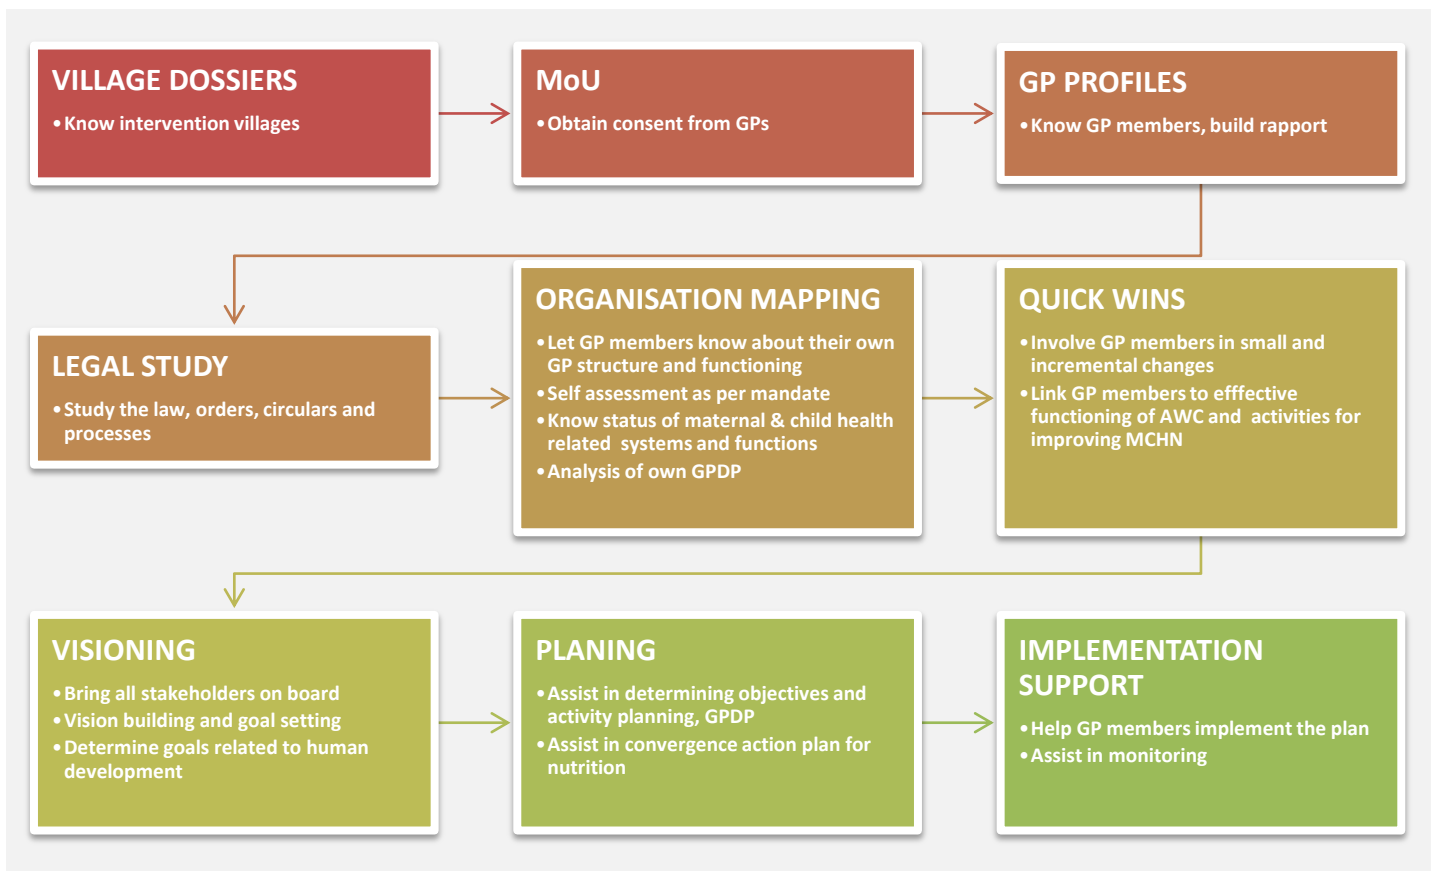 VILLAGE DOSSIERS
•Know intervention villages
MoU
•Obtain consent from GPs
GP PROFILES
•Know GP members, build rapport
LEGAL STUDY
•Study the law, orders, circulars and
processes
ORGANISATION MAPPING
•Let GP members know about their own
GP structure and functioning
•Self assessment as per mandate
•Know status of maternal & child health
related systems and functions
•Analysis of own GPDP
QUICK WINS
•Involve GP members in small and
incremental changes
•Link GP members to efffective
functioning of AWC and activities for
improving MCHN
VISIONING
•Bring all stakeholders on board
•Vision building and goal setting
•Determine goals related to human
development
PLANING
•Assist in determining objectives and
activity planning, GPDP
•Assist in convergence action plan for
nutrition
IMPLEMENTATION
SUPPORT
•Help GP members implement the plan
•Assist in monitoring